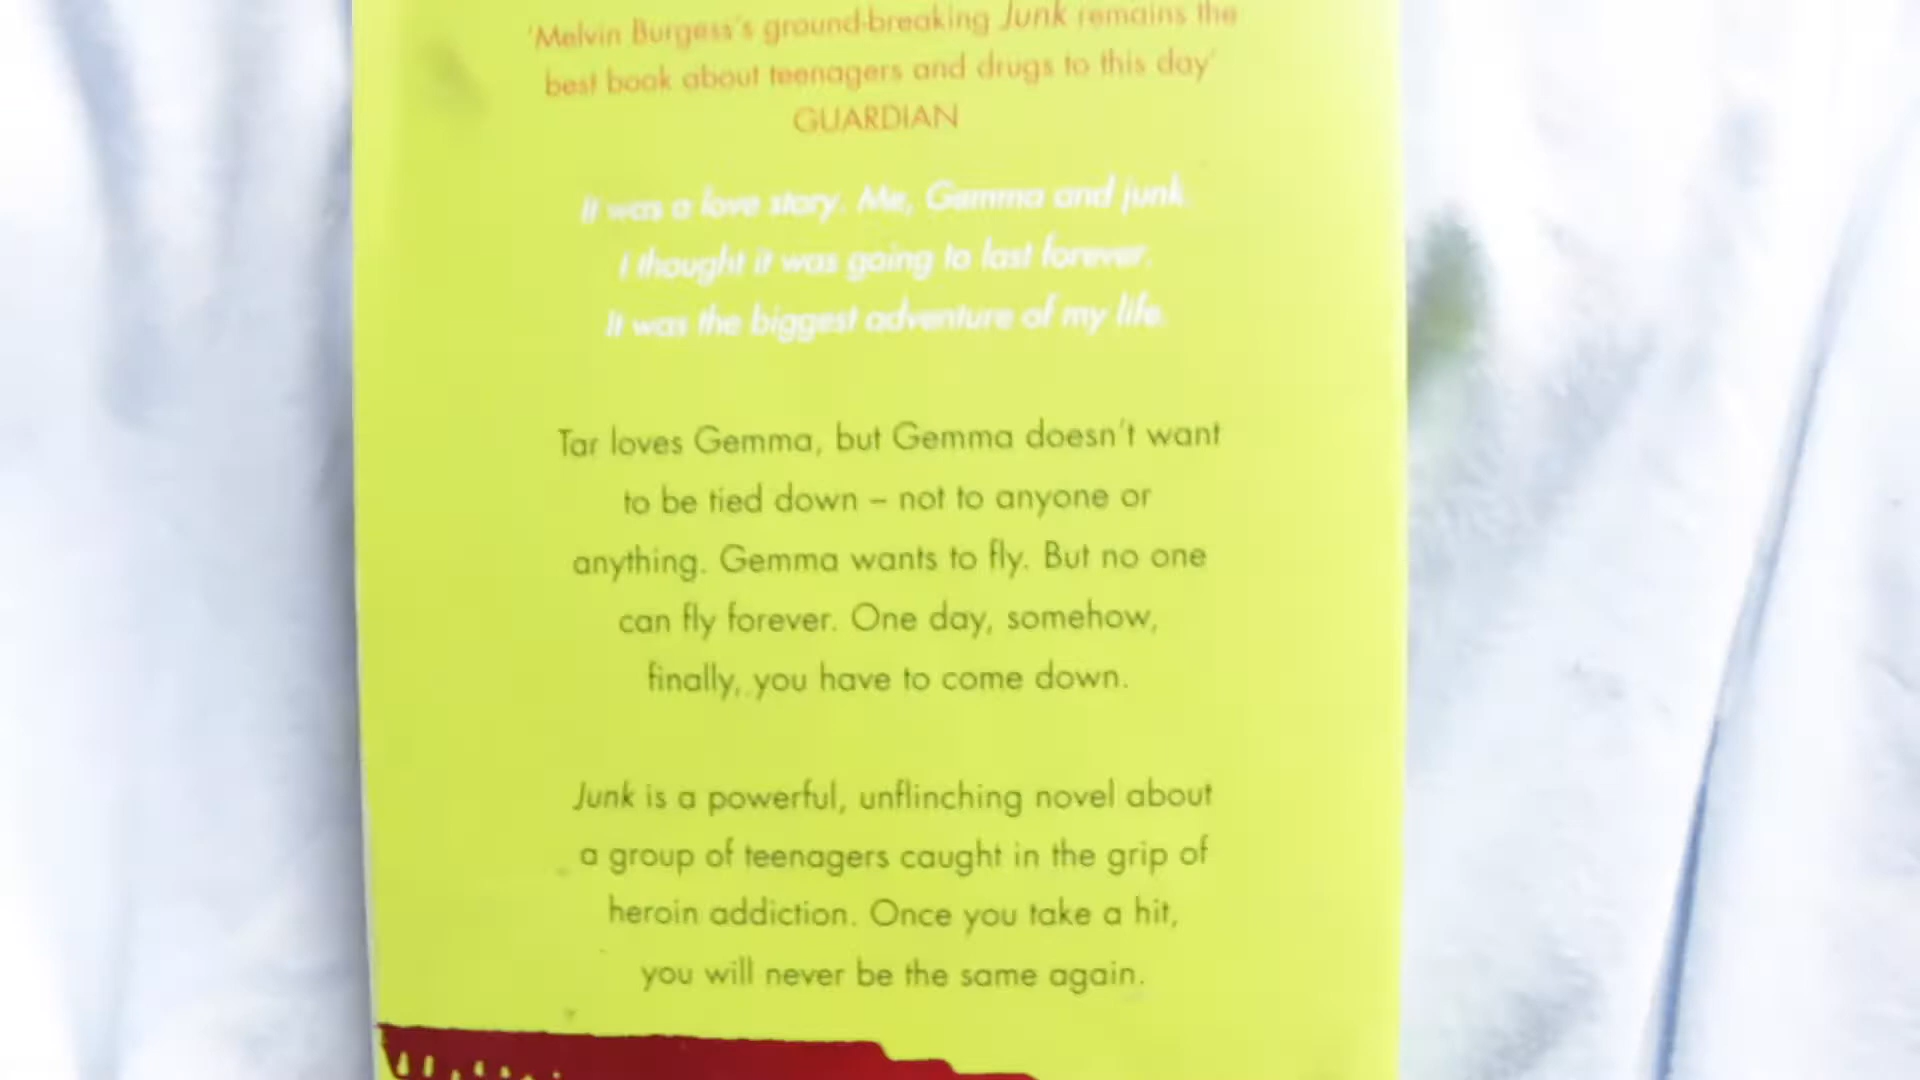 ‘Melvin Burgess’s ground-breaking Junk remains the
best book about teenagers and drugs to this day’
GUARDIAN
It was a love story. Me, Gemma and junk.
I thought it was going to last forever.
It was the biggest adventure of my life.
Tar loves Gemma, but Gemma doesn’t want
to be tied down – not to anyone or
anything. Gemma wants to fly. But no one
can fly forever. One day, somehow,
finally, you have to come down.
Junk is a powerful, unflinching novel about
a group of teenagers caught in the grip of
heroin addiction. Once you take a hit,
you will never be the same again.